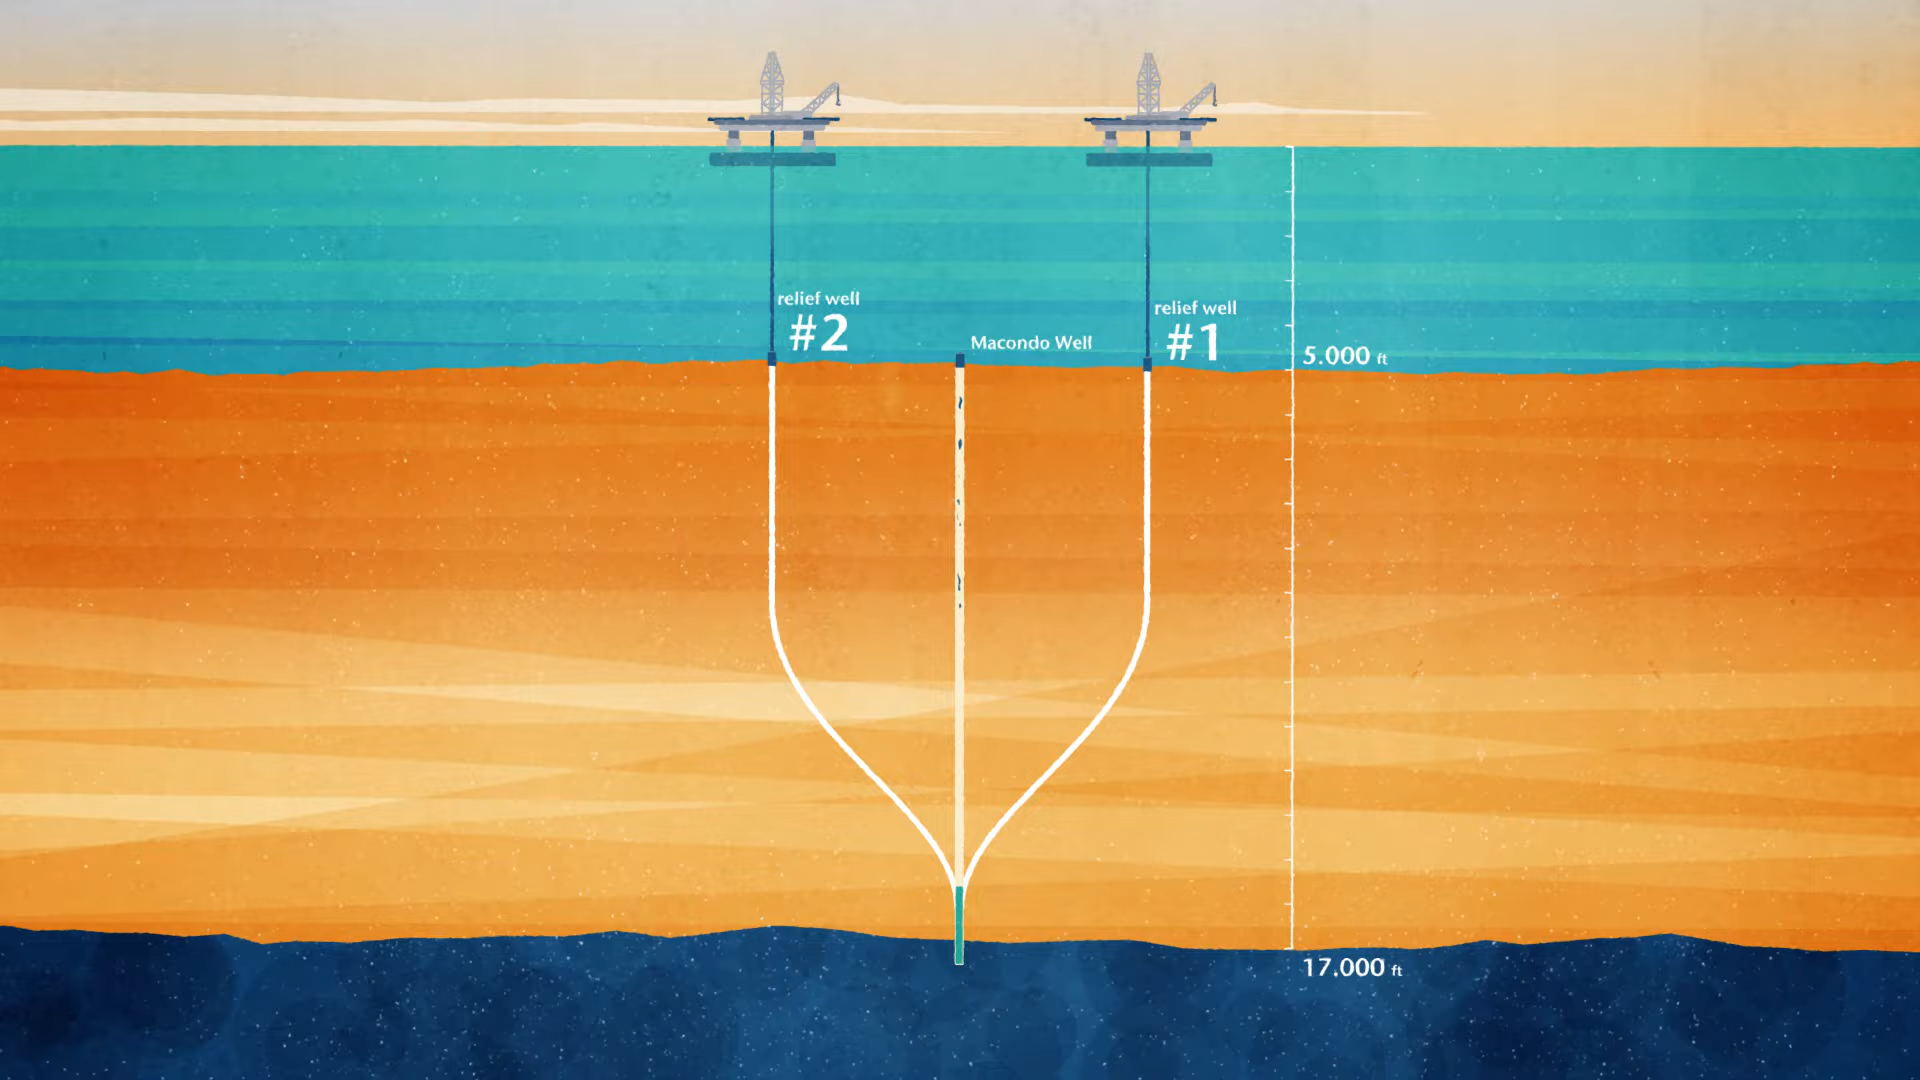 relief well
#2
relief well
#1
Macondo Well
5.000 ft
17.000 ft